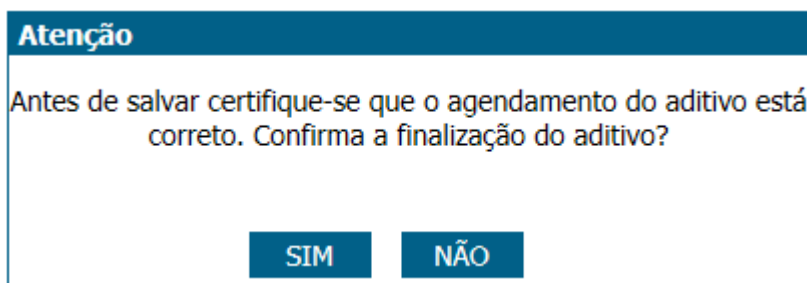 Atenção
Antes de salvar certifique-se que o agendamento do aditivo está
correto. Confirma a finalização do aditivo?
SIM NÃO